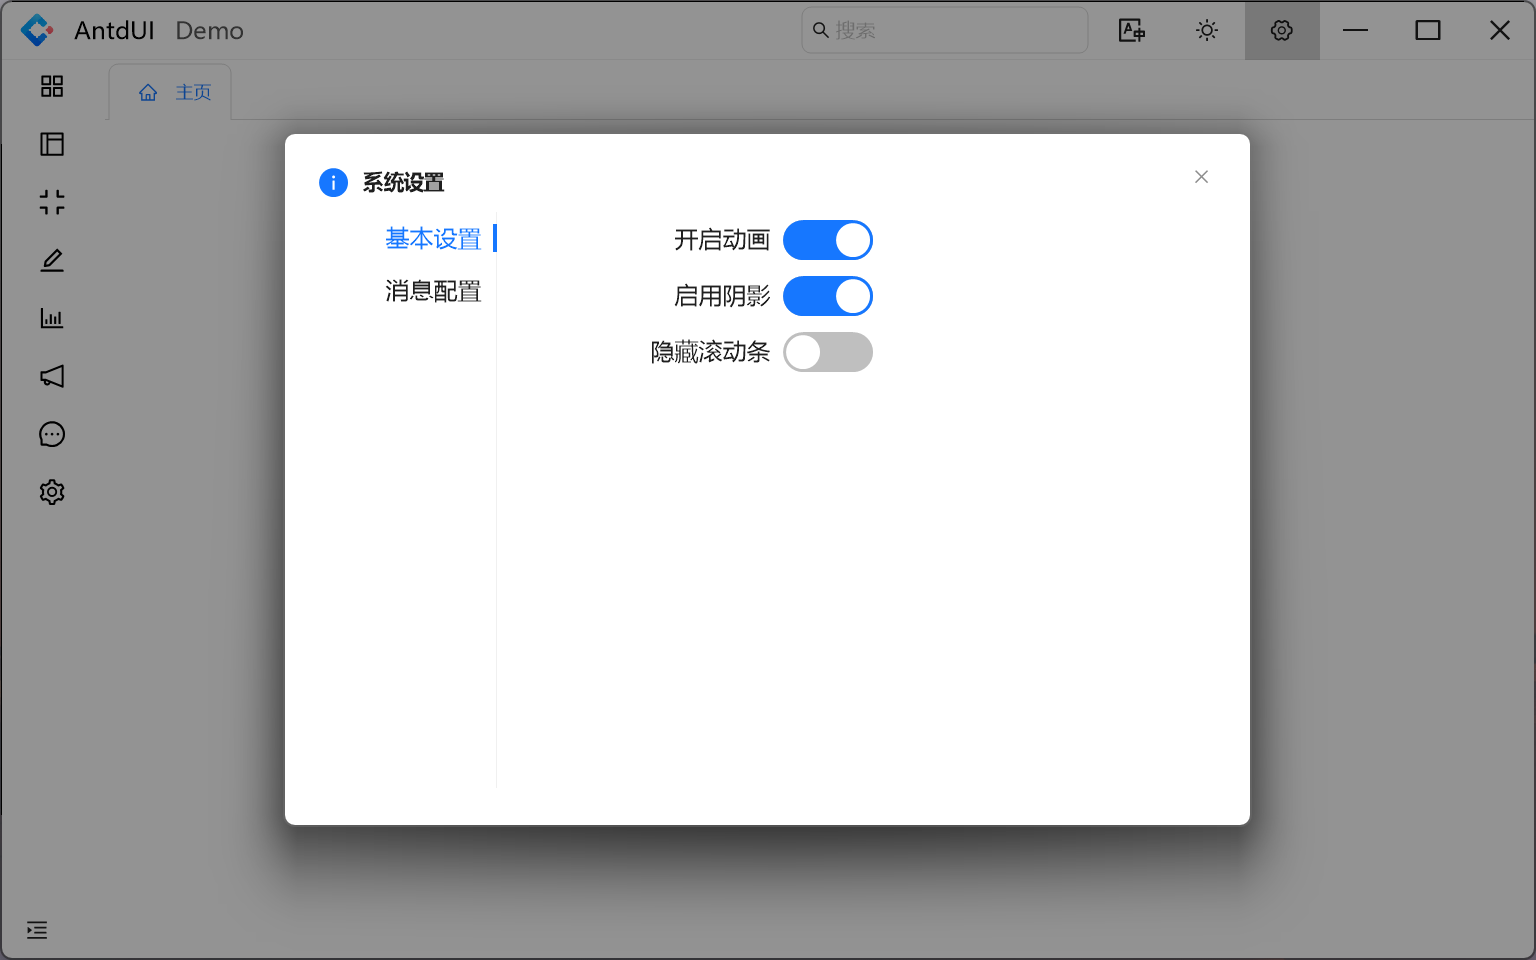 AntdUI Demo
搜索
主页
系统设置
基本设置
消息配置
开启动画
启用阴影
隐藏滚动条